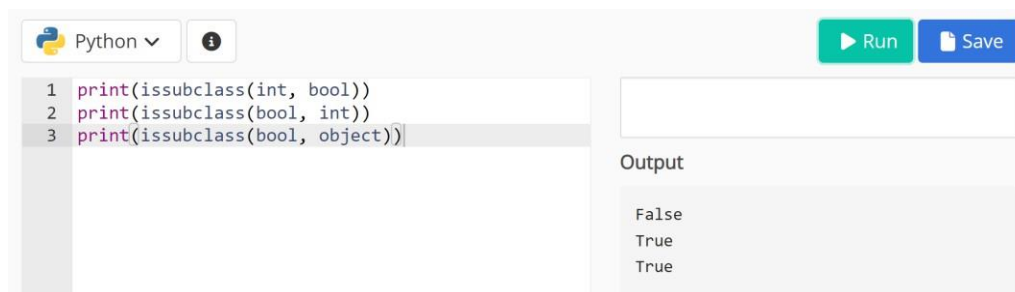 Python
Run
Save
1 print(issubclass(int, bool))
2 print(issubclass(bool, int))
3 print(issubclass(bool, object))
Output
False
True
True